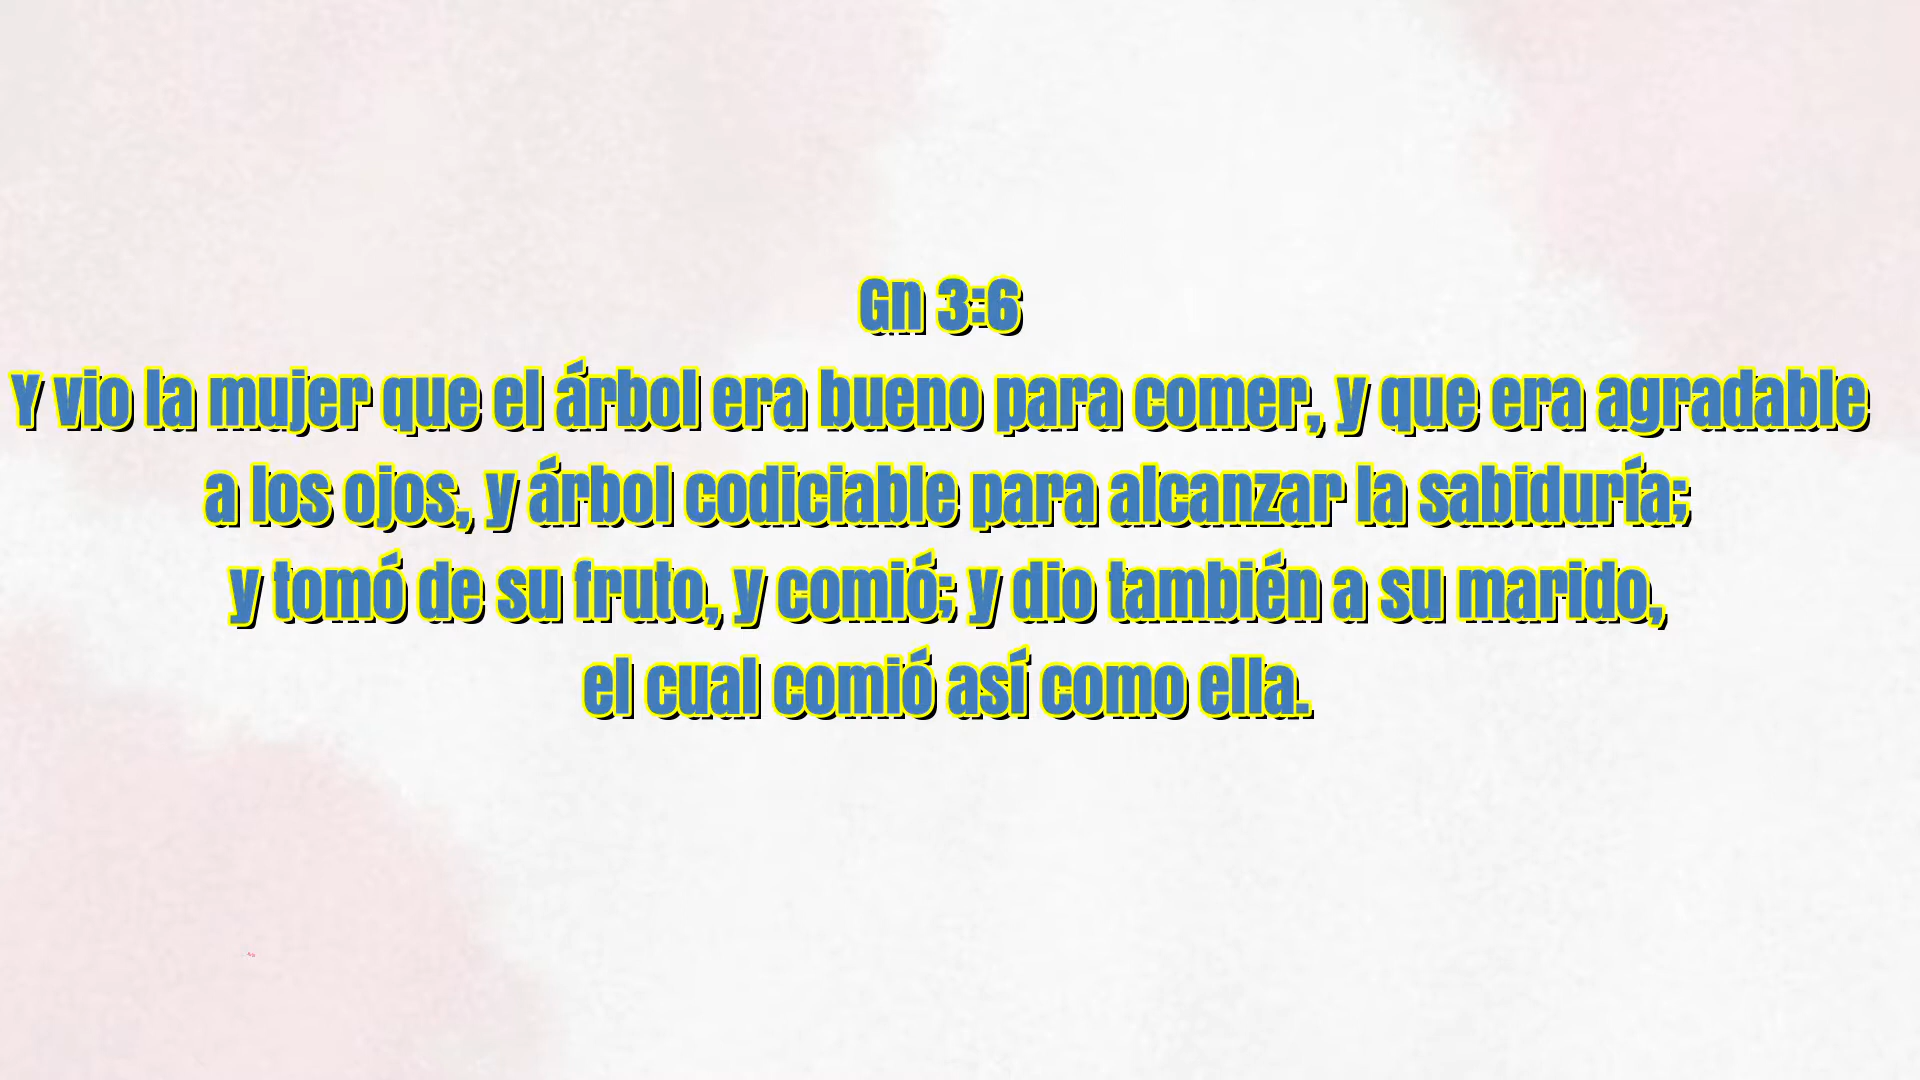 Gn 3:6
Y vio la mujer que el árbol era bueno para comer, y que era agradable
a los ojos, y árbol codiciable para alcanzar la sabiduría;
y tomó de su fruto, y comió; y dio también a su marido,
el cual comió así como ella.